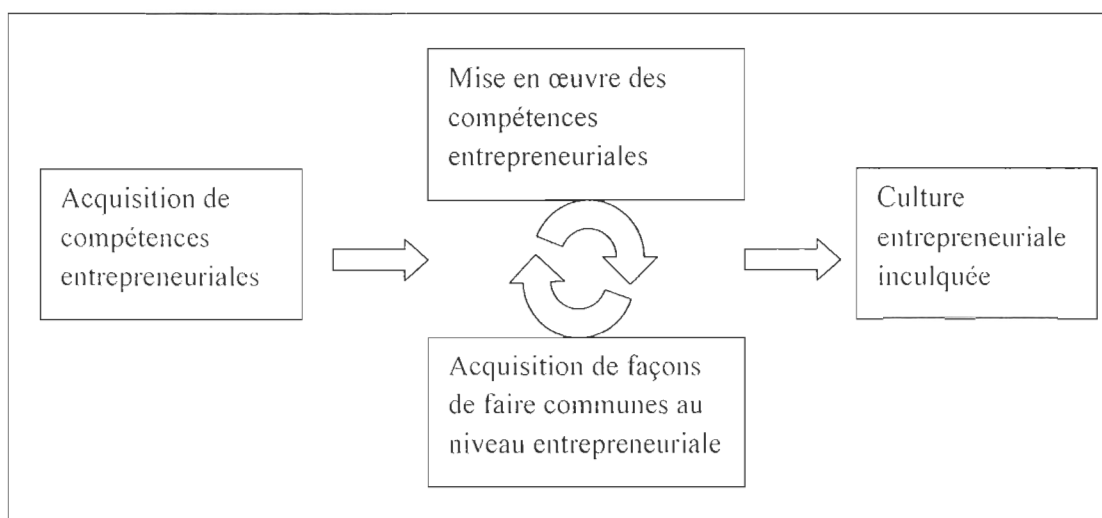 Acquisition de
compétences
entrepreneuriales
Mise en œuvre des
compétences
entrepreneuriales
Acquisition de façons
de faire communes au
niveau entrepreneuriale
Culture
entrepreneuriale
inculquée